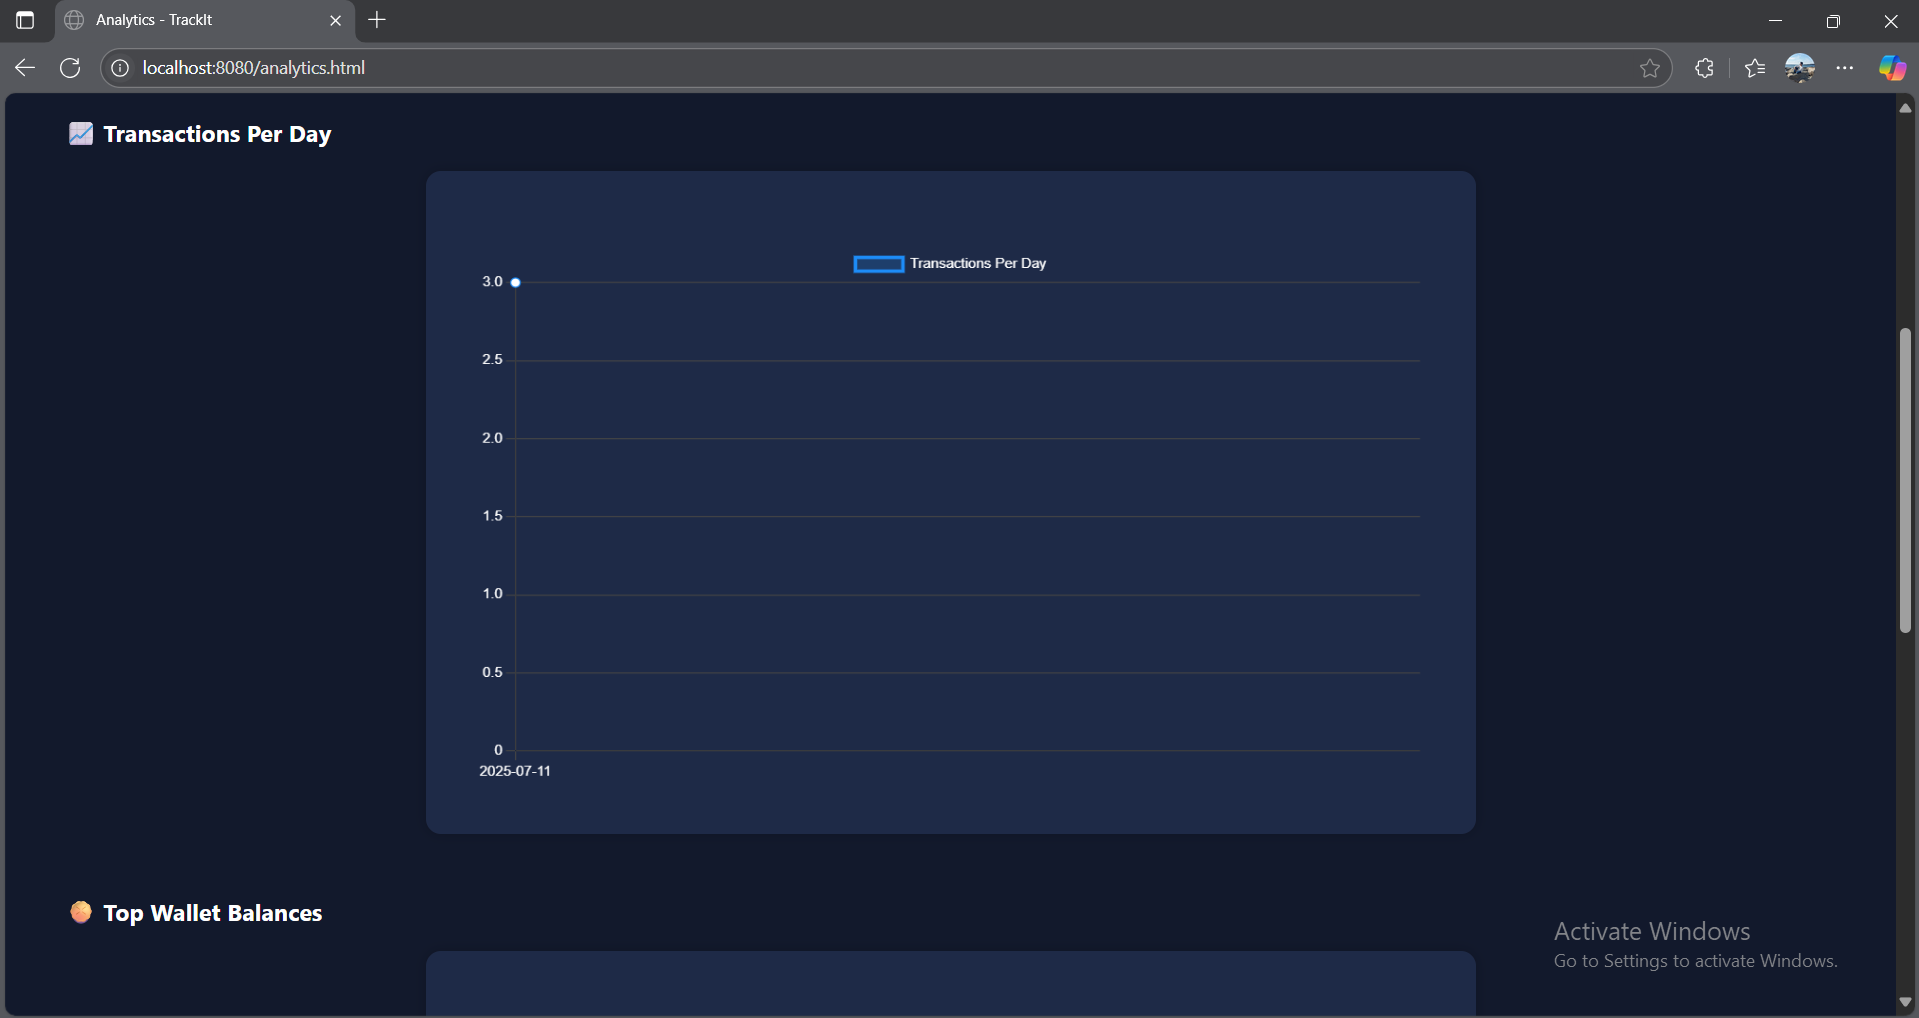 Analytics - TrackIt
localhost:8080/analytics.html
Transactions Per Day
Transactions Per Day
3.0
2.5
2.0
1.5
1.0
0.5
0
2025-07-11
Top Wallet Balances
Activate Windows
Go to Settings to activate Windows.